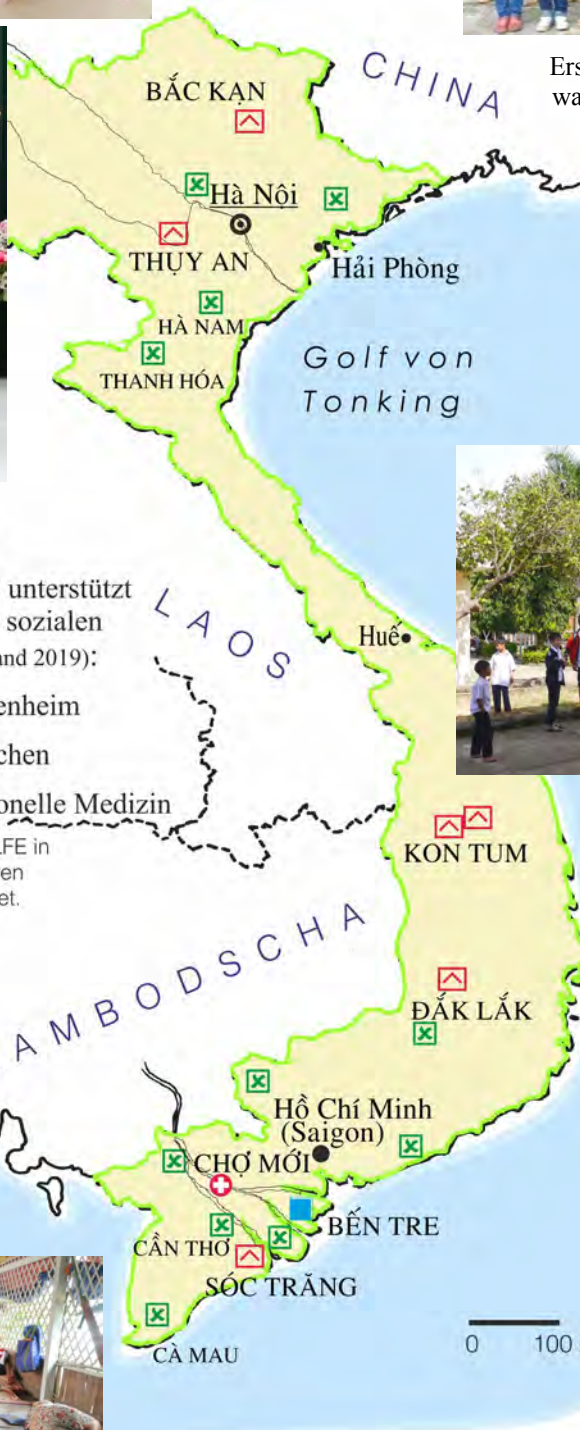 Ers
wa
CHINA
BẮC KẠN
Hà Nội
THỤY AN
Hải Phòng
HÀ NAM
THANH HÓA
Golf von
Tonking
unterstützt
sozialen
and 2019):
enheim
chen
onelle Medizin
LFE in
en
et.
LAOS
Huế
KON TUM
AMBODSCHA
ĐẮK LẮK
Hồ Chí Minh
(Saigon)
CHỢ MỚI
BẾN TRE
CẦN THƠ
SÓC TRĂNG
CÀ MAU
0 100